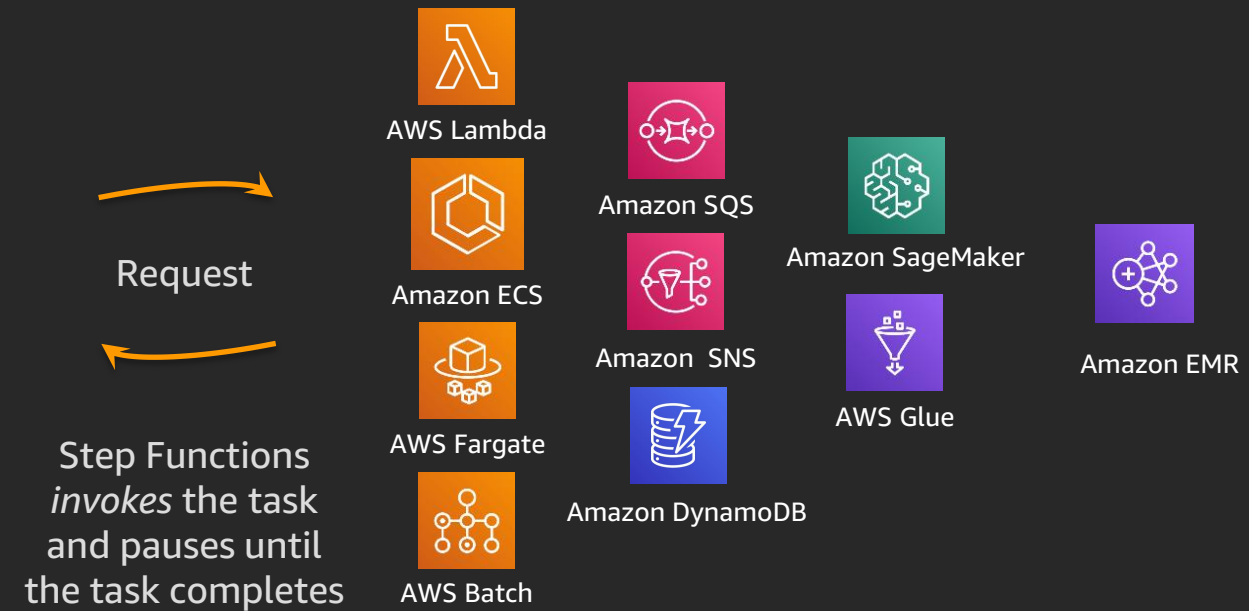 Request
Step Functions
invokes the task
and pauses until
the task completes
AWS Lambda
Amazon ECS
AWS Fargate
AWS Batch
Amazon SQS
Amazon SNS
Amazon DynamoDB
Amazon SageMaker
AWS Glue
Amazon EMR